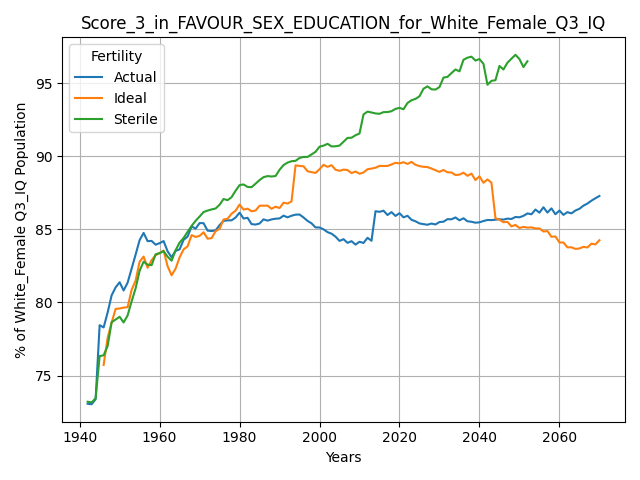 Score_3_in_FAVOUR_SEX_EDUCATION_for_White_Female_Q3_IQ
Fertility
Actual
Ideal
Sterile
% of White_Female Q3_IQ Population
95
90
85
80
75
1940
1960
1980
2000
2020
2040
2060
Years